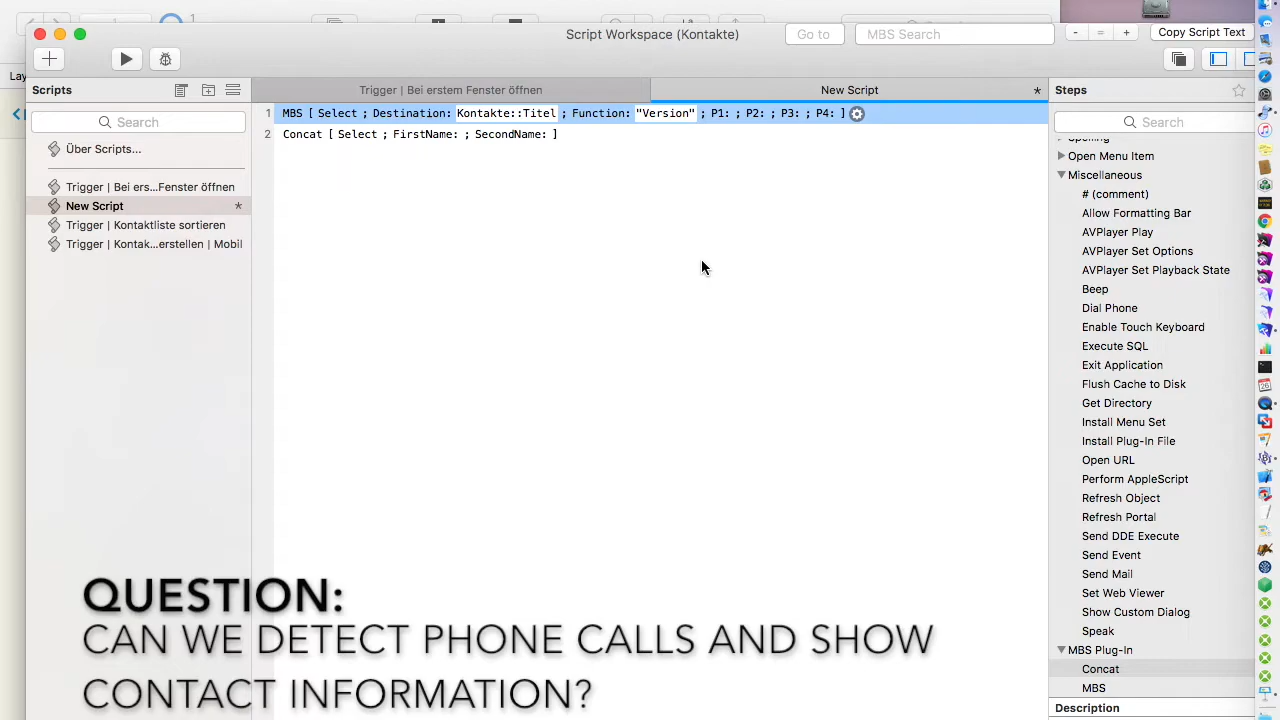 1
Script Workspace (Kontakte)
Go to
MBS Search
- = +
Copy Script Text
Lay
Scripts
Trigger | Bei erstem Fenster öffnen
New Script *
Steps
Search
Search
1 MBS [ Select ; Destination: Kontakte::Titel ; Function: "Version" ; P1: ; P2: ; P3: ; P4: ]
2 Concat [ Select ; FirstName: ; SecondName: ]
Über Scripts...
Trigger | Bei ers...Fenster öffnen
New Script *
Trigger | Kontaktliste sortieren
Trigger | Kontak...erstellen | Mobil
Open Menu Item
Miscellaneous
# (comment)
Allow Formatting Bar
AVPlayer Play
AVPlayer Set Options
AVPlayer Set Playback State
Beep
Dial Phone
Enable Touch Keyboard
Execute SQL
Exit Application
Flush Cache to Disk
Get Directory
Install Menu Set
Install Plug-In File
Open URL
Perform AppleScript
Refresh Object
Refresh Portal
Send DDE Execute
Send Event
Send Mail
Set Web Viewer
Show Custom Dialog
Speak
MBS Plug-In
Concat
MBS
Description
QUESTION:
CAN WE DETECT PHONE CALLS AND SHOW
CONTACT INFORMATION?